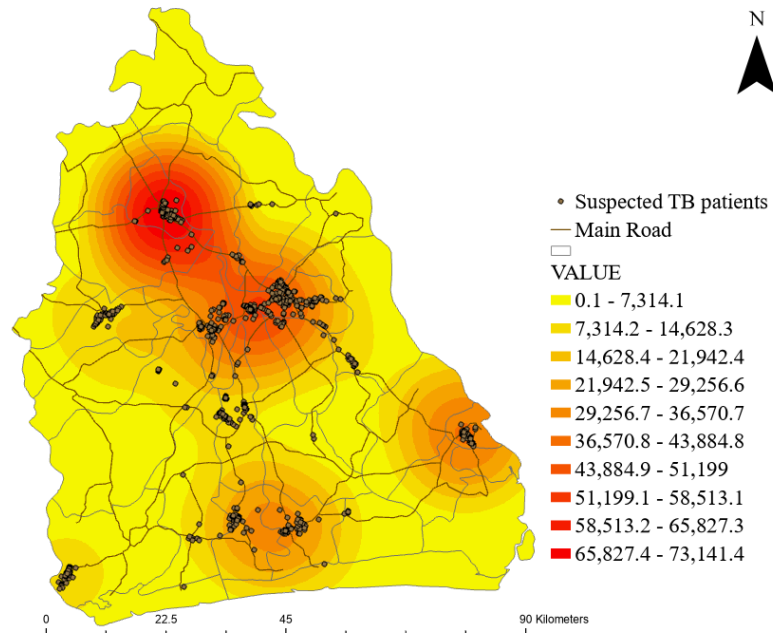 N
Suspected TB patients
Main Road
VALUE
0.1 - 7,314.1
7,314.2 - 14,628.3
14,628.4 - 21,942.4
21,942.5 - 29,256.6
29,256.7 - 36,570.7
36,570.8 - 43,884.8
43,884.9 - 51,199
51,199.1 - 58,513.1
58,513.2 - 65,827.3
65,827.4 - 73,141.4
0 22.5 45 90 Kilometers